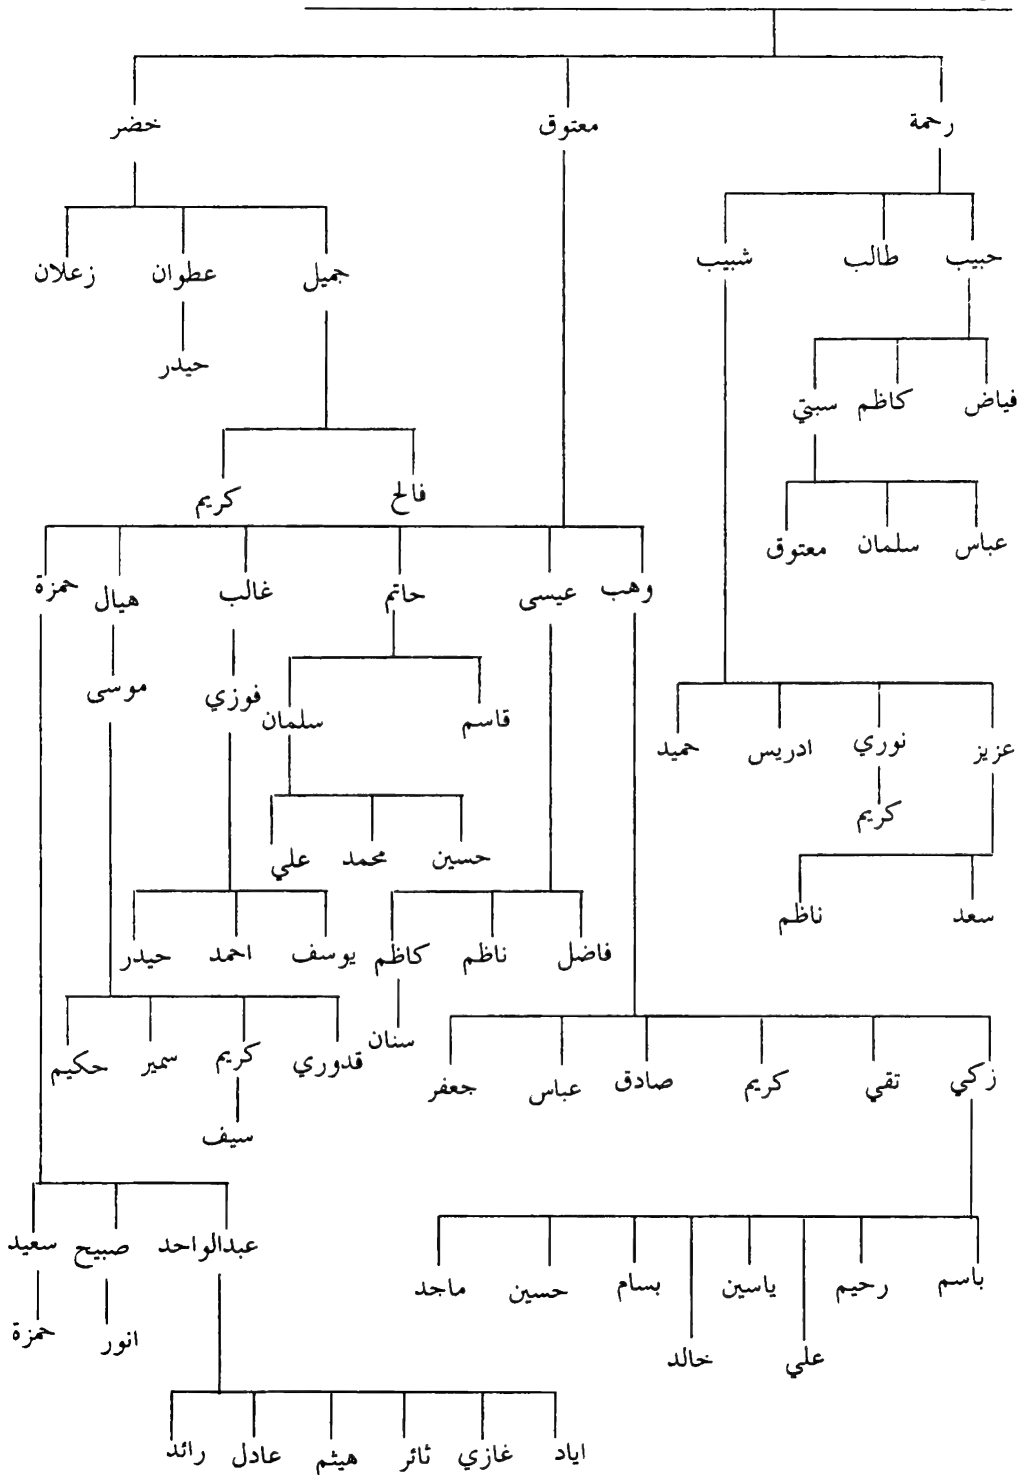 رحمة معتوق خضر
حبيب طالب شبيب جميل عطوان زعلان
حيدر
فياض كاظم سبتي
فالح كريم
عباس سلمان معتوق
وهب عيسى حاتم غالب هيال حمزة
قاسم سلمان فوزي موسى
عزيز نوري ادريس حميد
كريم
حسين محمد علي
سعد ناظم
فاضل ناظم كاظم يوسف احمد حيدر
سنان قدوري كريم سمير حكيم
زكي تقي كريم صادق عباس جعفر
سيف
عبدالواحد صبيح سعيد
باسم رحيم ياسين بسام حسين ماجد
انور حمزة
علي خالد
اياد غازي ثائر هيثم عادل رائد